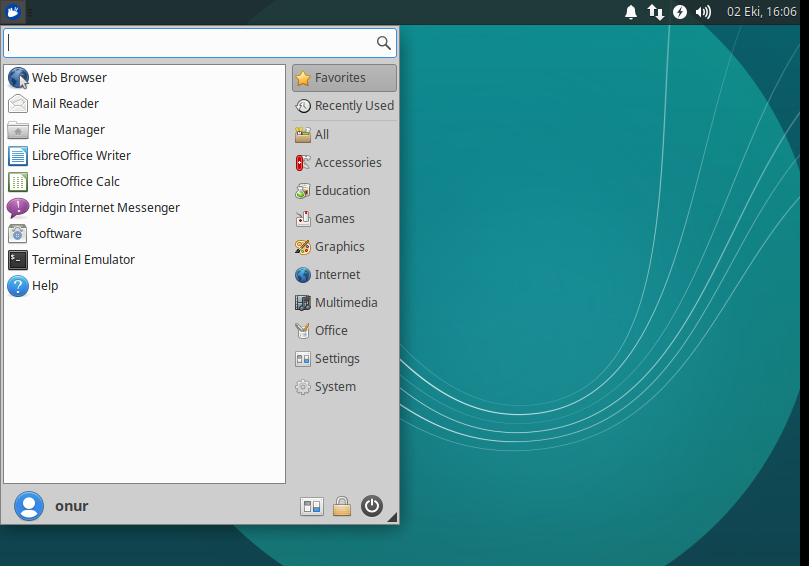 02 Eki, 16:06
Web Browser
Mail Reader
File Manager
LibreOffice Writer
LibreOffice Calc
Pidgin Internet Messenger
Software
Terminal Emulator
Help
Favorites
Recently Used
All
Accessories
Education
Games
Graphics
Internet
Multimedia
Office
Settings
System
onur